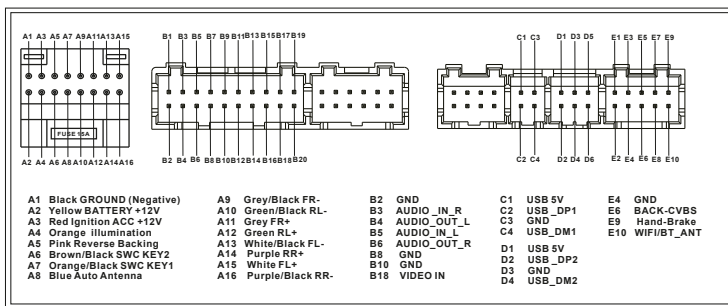 A1 A3 A5 A7 A9 A11 A13 A15
B1 B3 B5 B7 B9 B11 B13 B15 B17 B19
C1 C3
D1 D3 D5
E1 E3 E5 E7 E9
FUSE 15A
A2 A4 A6 A8 A10 A12 A14 A16
B2 B4 B6 B8 B10 B12 B14 B16 B18 B20
C2 C4
D2 D4 D6
E2 E4 E6 E8 E10
A1 Black GROUND (Negative)
A2 Yellow BATTERY +12V
A3 Red Ignition ACC +12V
A4 Orange illumination
A5 Pink Reverse Backing
A6 Brown/Black SWC KEY2
A7 Orange/Black SWC KEY1
A8 Blue Auto Antenna
A9 Grey/Black FR-
A10 Green/Black RL-
A11 Grey FR+
A12 Green RL+
A13 White/Black FL-
A14 Purple RR+
A15 White FL+
A16 Purple/Black RR-
B2 GND
B3 AUDIO_IN_R
B4 AUDIO_OUT_L
B5 AUDIO_IN_L
B6 AUDIO_OUT_R
B8 GND
B10 GND
B18 VIDEO IN
C1 USB 5V
C2 USB_DP1
C3 GND
C4 USB_DM1
D1 USB 5V
D2 USB_DP2
D3 GND
D4 USB_DM2
E4 GND
E6 BACK-CVBS
E9 Hand-Brake
E10 WIFI/BT_ANT